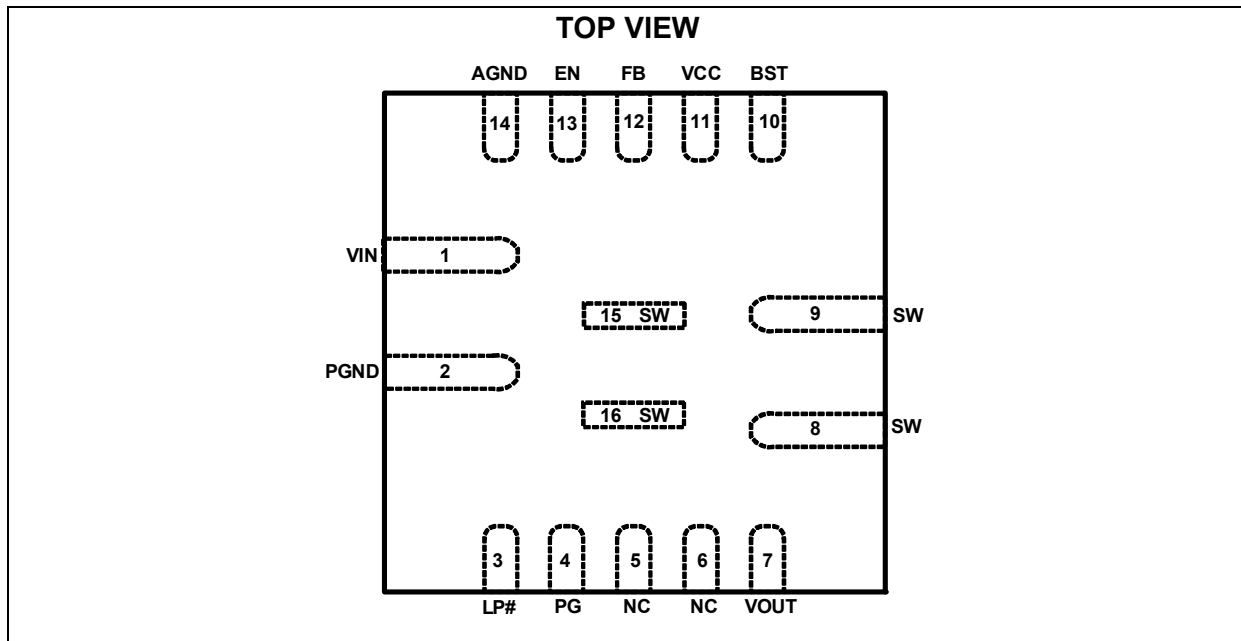 TOP VIEW
AGND EN FB VCC BST
14 13 12 11 10
VIN 1
15 SW 9 SW
PGND 2
16 SW 8 SW
3 4 5 6 7
LP# PG NC NC VOUT